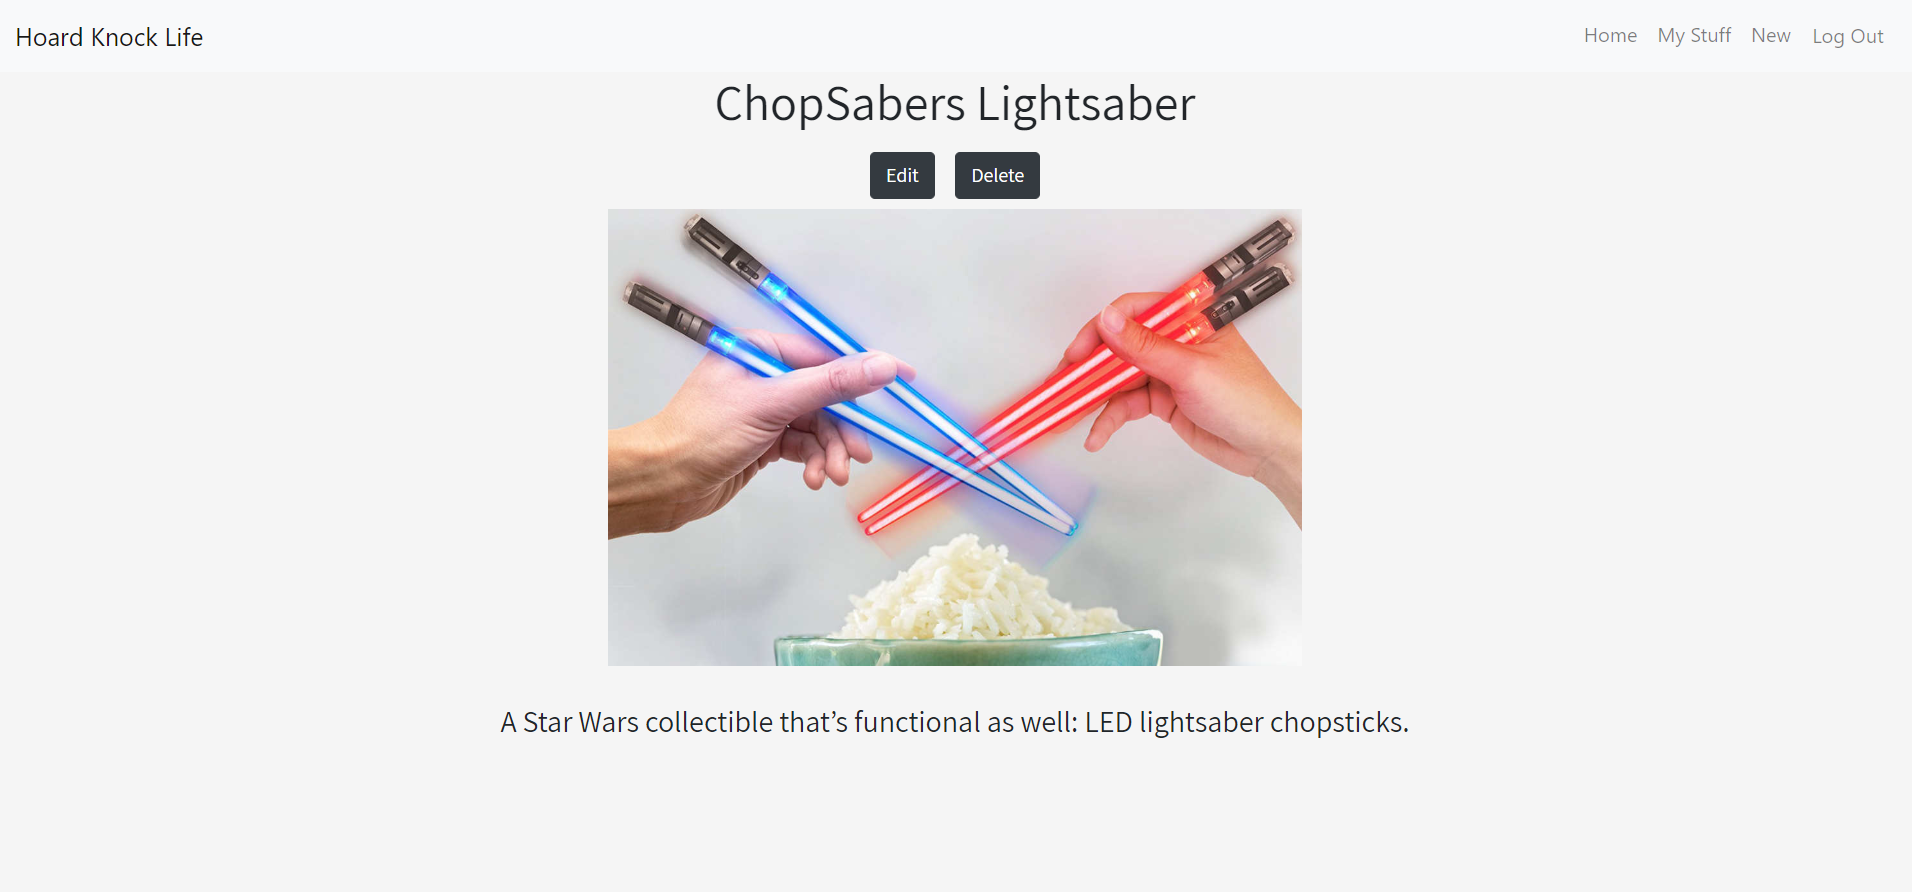 Hoard Knock Life
Home My Stuff New Log Out
ChopSabers Lightsaber
Edit Delete
A Star Wars collectible that’s functional as well: LED lightsaber chopsticks.